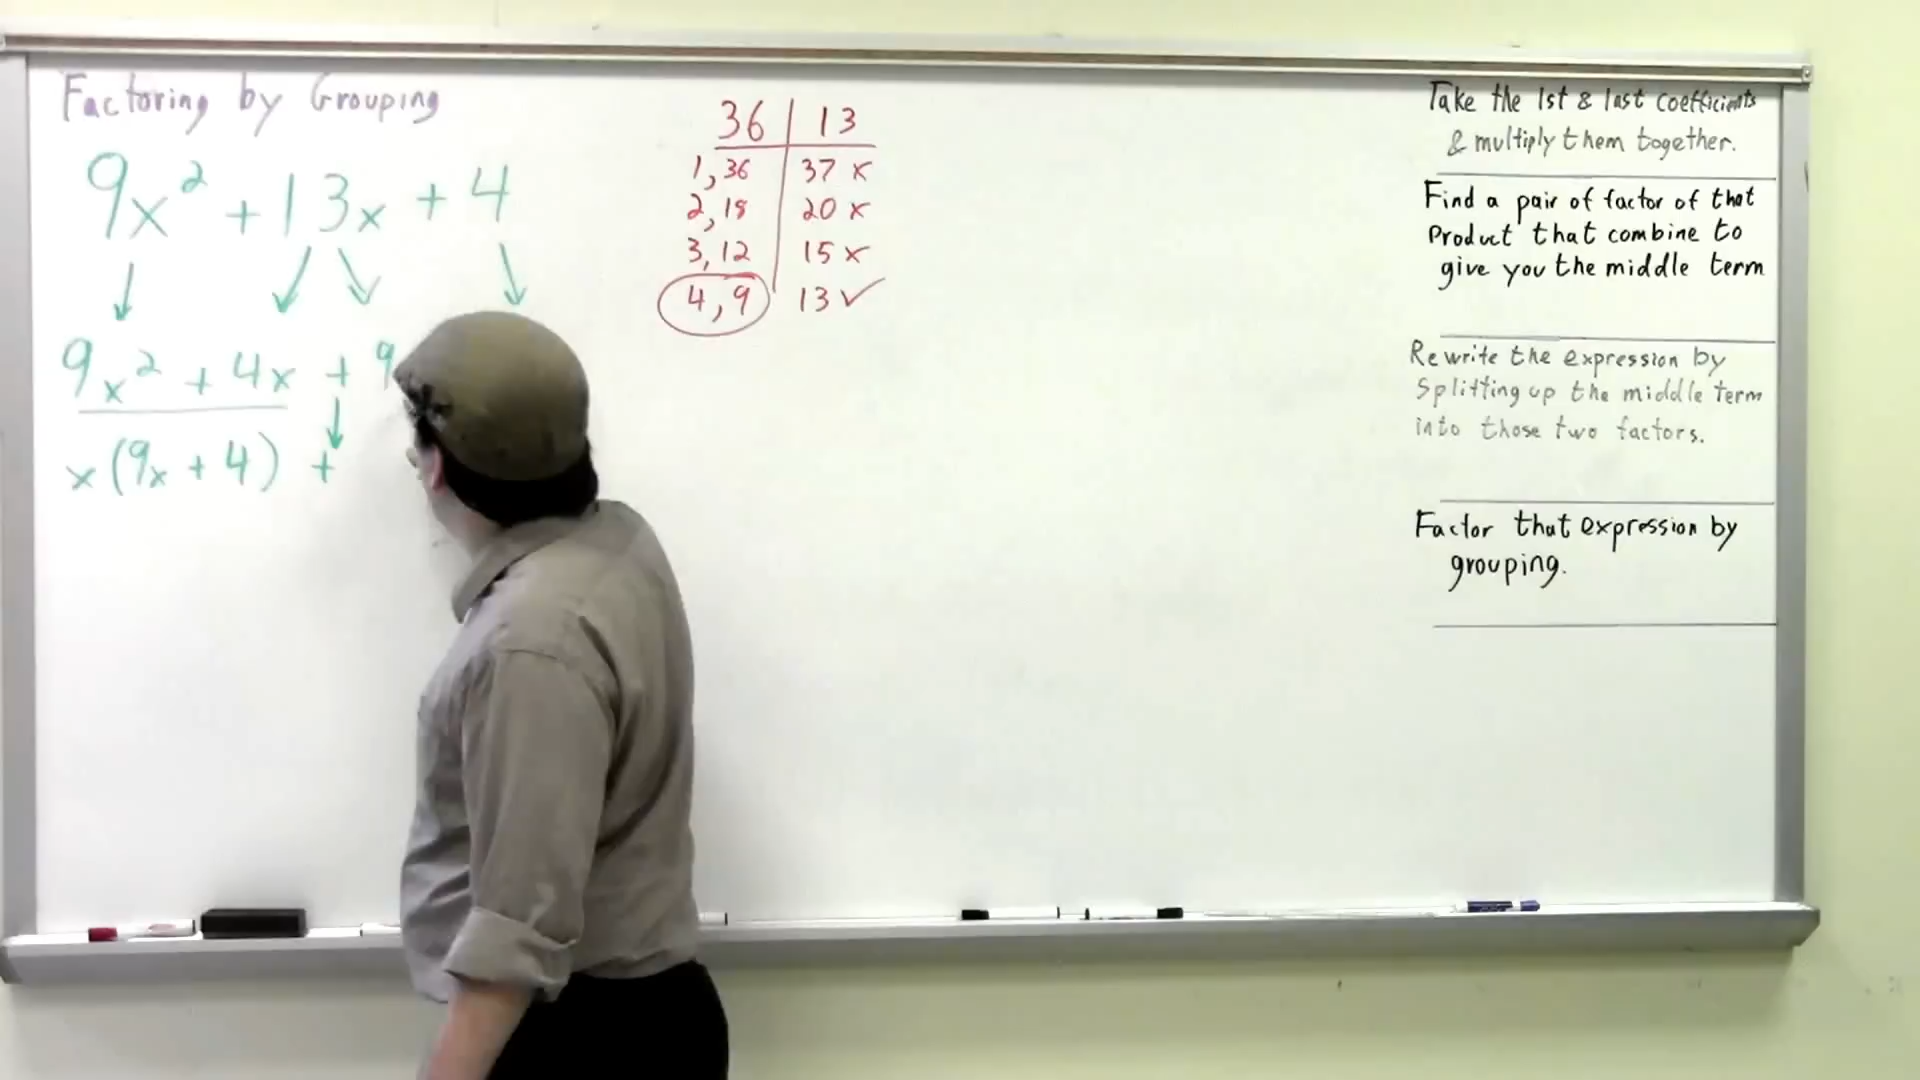 Factoring by Grouping
9x² + 13x + 4
9x² + 4x + 9
x(9x + 4) +
36 | 13
1, 36 | 37 x
2, 18 | 20 x
3, 12 | 15 x
4, 9 | 13 ✓
Take the 1st & last coefficients
& multiply them together.
Find a pair of factor of that
Product that combine to
give you the middle term
Rewrite the expression by
Splitting up the middle term
into those two factors.
Factor that expression by
grouping.